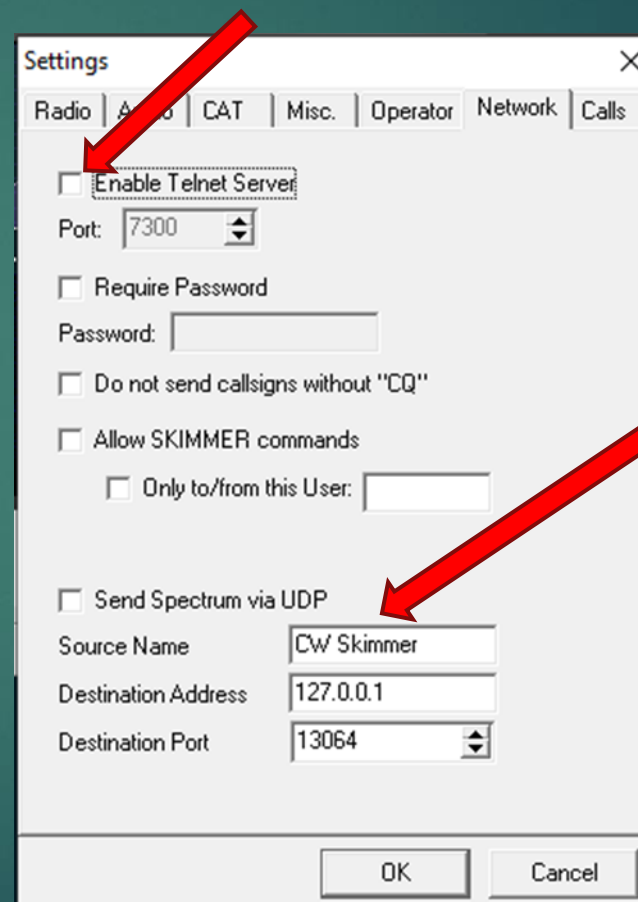 Settings
Radio Audio CAT Misc. Operator Network Calls
Enable Telnet Server
Port: 7300
Require Password
Password:
Do not send callsigns without "CQ"
Allow SKIMMER commands
Only to/from this User:
Send Spectrum via UDP
Source Name CW Skimmer
Destination Address 127.0.0.1
Destination Port 13064
OK Cancel